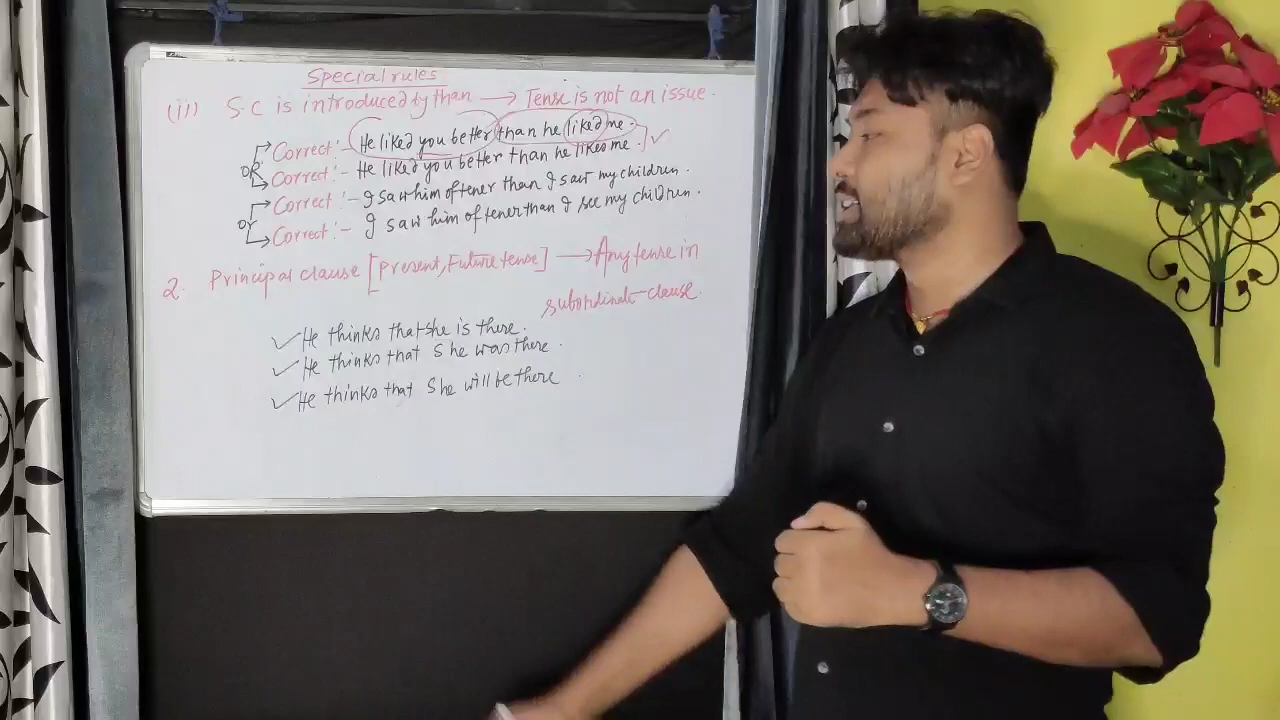 Special rules
(ii) S.C is introduced by than → Tense is not an issue.
Correct :- He liked you better than he liked me.
OR
Correct :- He liked you better than he likes me.
Correct :- I saw him oftener than I saw my children.
Or
Correct :- I saw him oftener than I see my children.
2. Principal clause [Present, Future tense] → Any tense in
subordinate clause.
✓ He thinks that she is there.
✓ He thinks that She was there.
✓ He thinks that She will be there